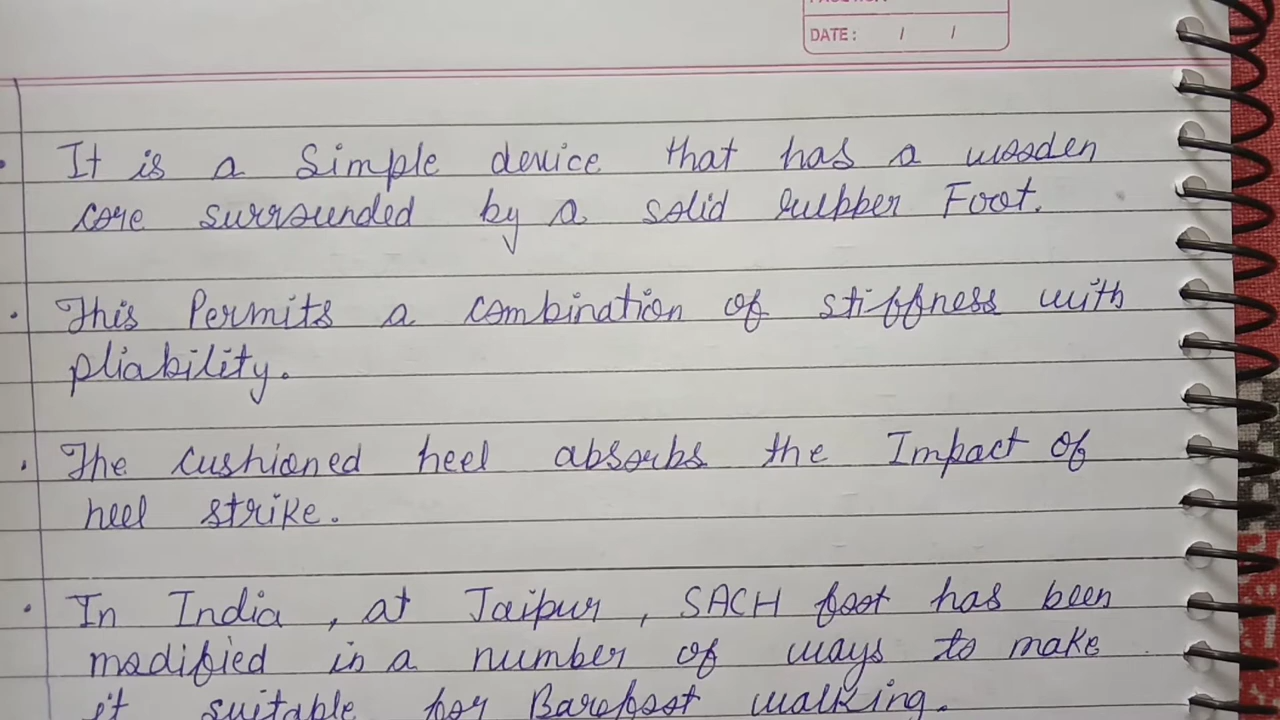 DATE: / /
It is a Simple device that has a wooden
core surrounded by a solid rubber Foot.
This Permits a combination of stiffness with
pliability.
The cushioned heel absorbs the Impact of
heel strike.
In India, at Jaipur, SACH foot has been
modified in a number of ways to make
it suitable for Barefoot walking.